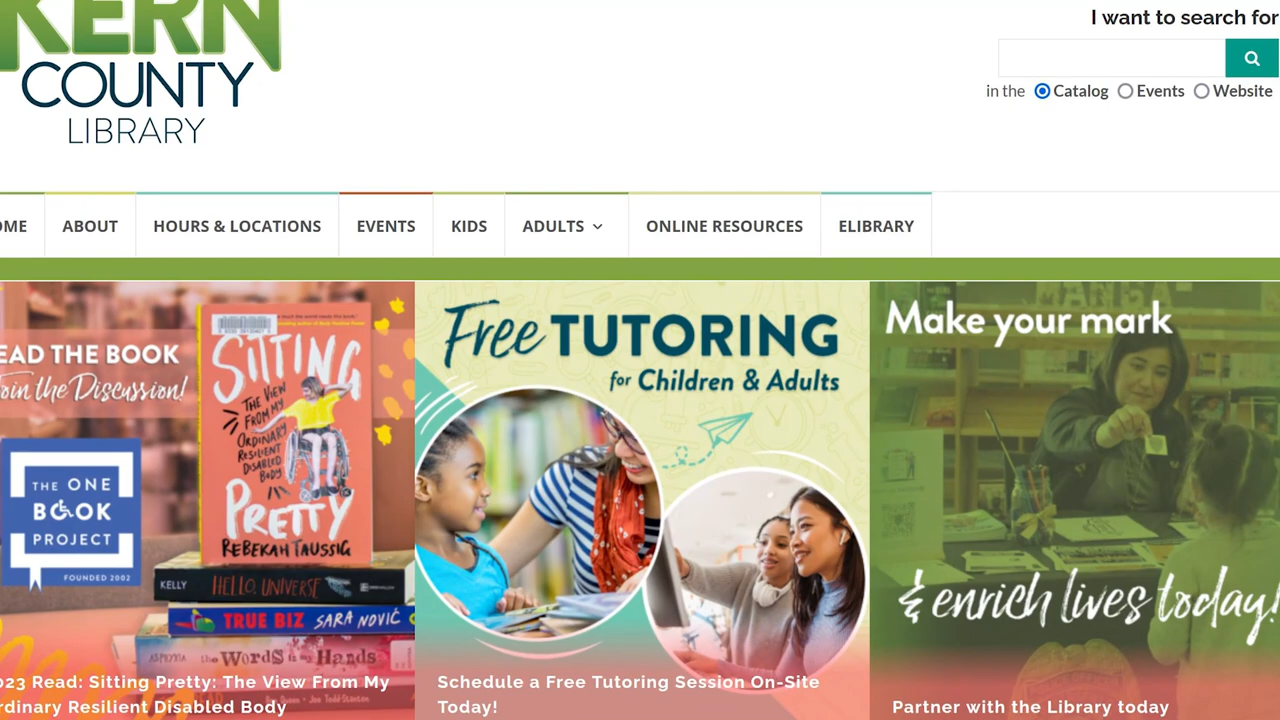 KERN
COUNTY
LIBRARY
I want to search for
in the Catalog Events Website
OME
ABOUT
HOURS & LOCATIONS
EVENTS
KIDS
ADULTS
ONLINE RESOURCES
ELIBRARY
EAD THE BOOK
oin the Discussion!
THE ONE
BOOK
PROJECT
FOUNDED 2002
SITTING
THE VIEW
FROM MY
ORDINARY
RESILIENT
DISABLED
BODY
PRETTY
REBEKAH TAUSSIG
KELLY HELLO, UNIVERSE
TRUE BIZ SARA NOVIĆ
the Words in my Hands
023 Read: Sitting Pretty: The View From My
rdinary Resilient Disabled Body
Free TUTORING
for Children & Adults
Schedule a Free Tutoring Session On-Site
Today!
MANGA
Make your mark
& enrich lives today!
Partner with the Library today